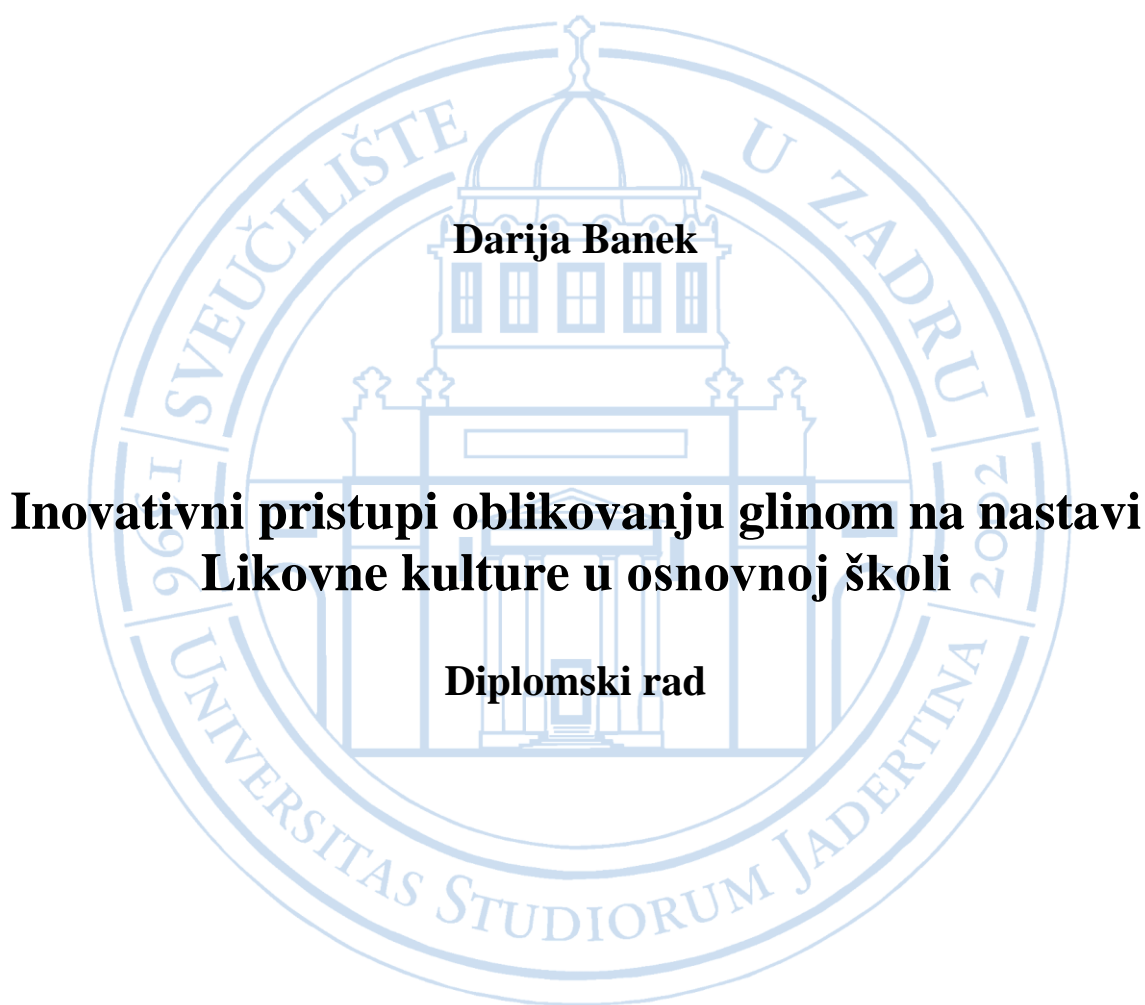 SVEUČILIŠTE U ZADRU
Darija Banek
1396
2002
Inovativni pristupi oblikovanju glinom na nastavi
Likovne kulture u osnovnoj školi
Diplomski rad
UNIVERSITAS STUDIORUM JADERTINA